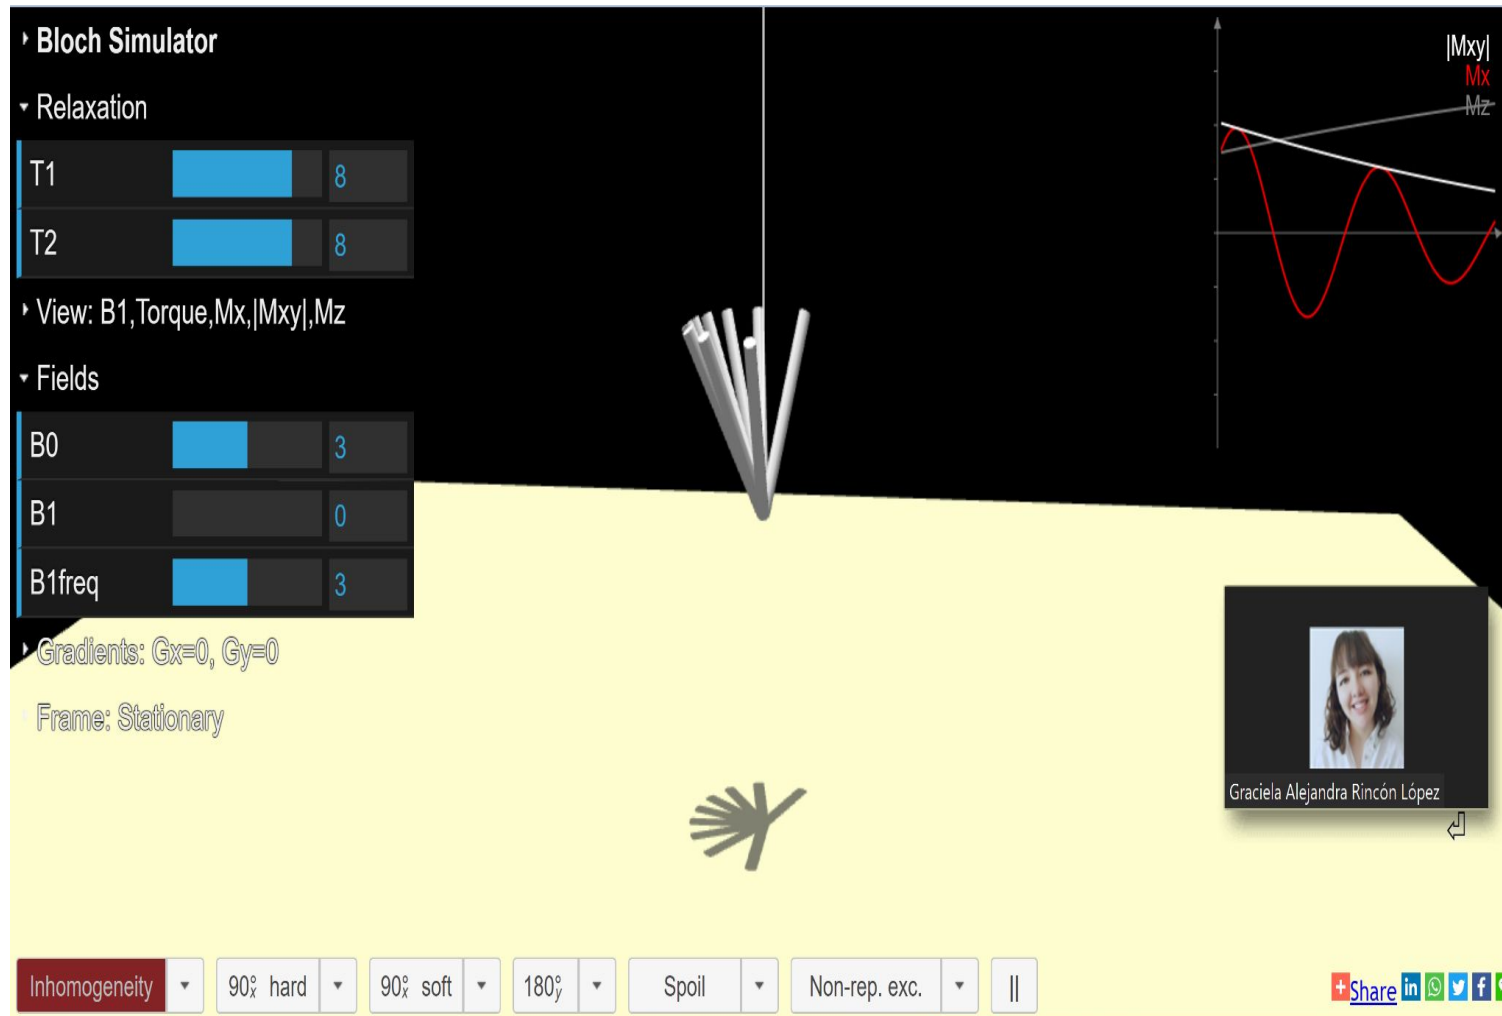 Bloch Simulator
Relaxation
T1 8
T2 8
View: B1,Torque,Mx,|Mxy|,Mz
Fields
B0 3
B1 0
B1freq 3
Gradients: Gx=0, Gy=0
Frame: Stationary
|Mxy|
Mx
Mz
Graciela Alejandra Rincón López
Inhomogeneity
90°x hard
90°x soft
180°y
Spoil
Non-rep. exc.
||
Share